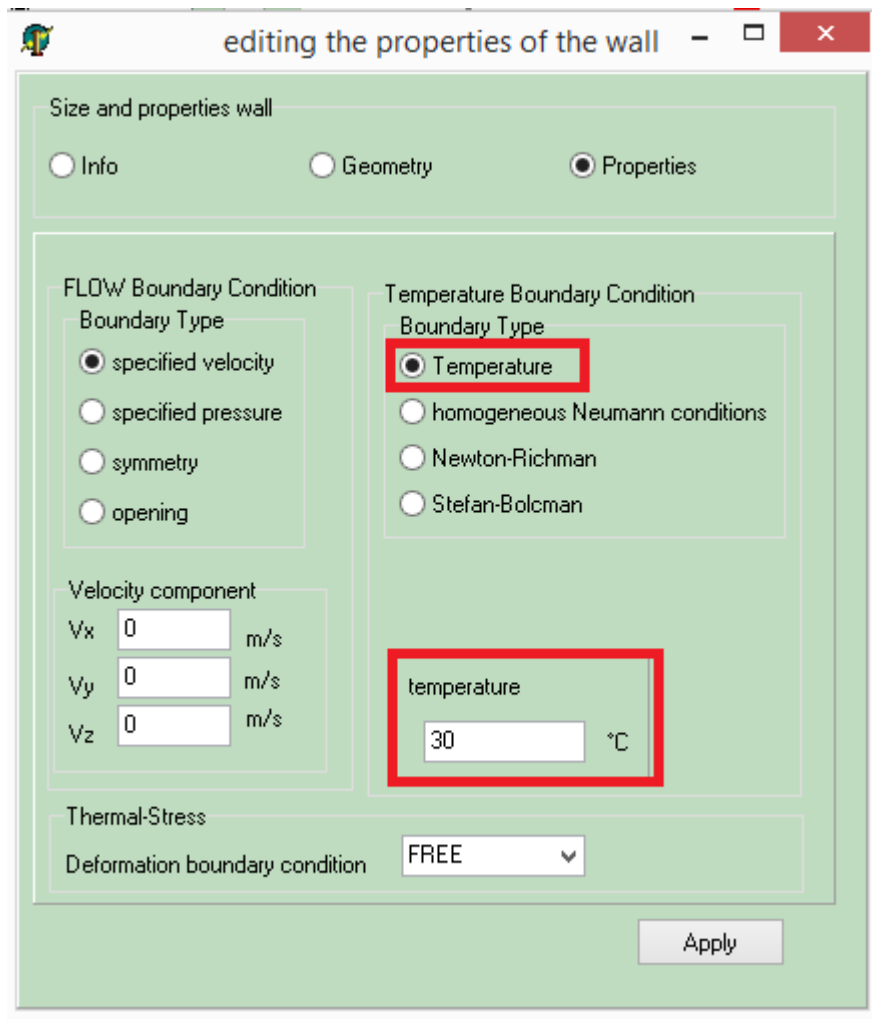 editing the properties of the wall
Size and properties wall
Info
Geometry
Properties
FLOW Boundary Condition
Boundary Type
specified velocity
specified pressure
symmetry
opening
Velocity component
Vx 0 m/s
Vy 0 m/s
Vz 0 m/s
Temperature Boundary Condition
Boundary Type
Temperature
homogeneous Neumann conditions
Newton-Richman
Stefan-Bolcman
temperature
30 °C
Thermal-Stress
Deformation boundary condition FREE
Apply